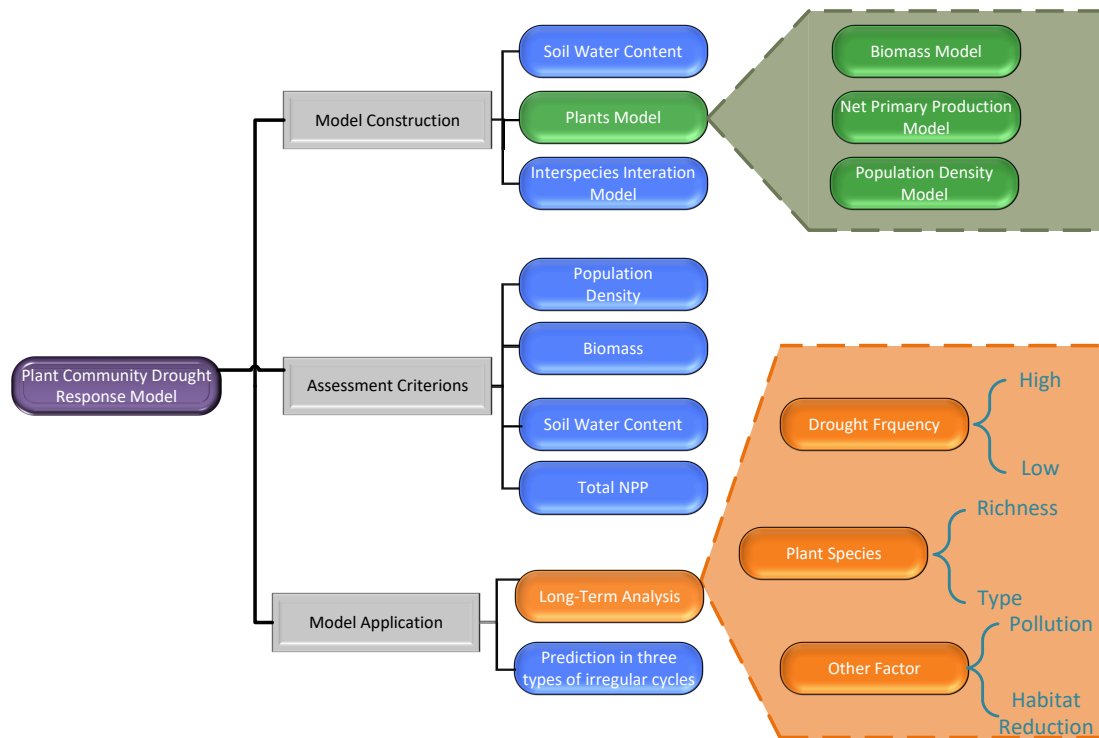 Plant Community Drought
Response Model
Model Construction
Soil Water Content
Plants Model
Interspecies Interation
Model
Biomass Model
Net Primary Production
Model
Population Density
Model
Assessment Criterions
Population
Density
Biomass
Soil Water Content
Total NPP
Model Application
Long-Term Analysis
Prediction in three
types of irregular cycles
Drought Frquency
High
Low
Plant Species
Richness
Type
Other Factor
Pollution
Habitat
Reduction